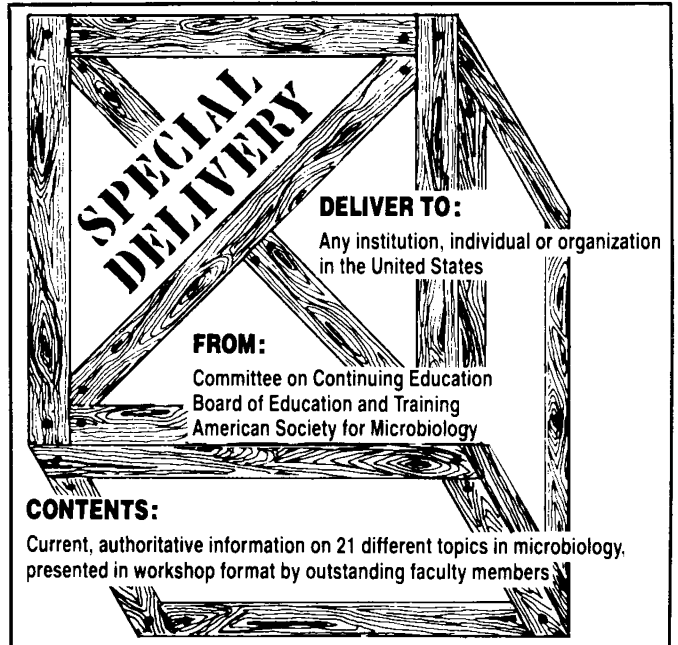 SPECIAL
DELIVERY
DELIVER TO:
Any institution, individual or organization
in the United States
FROM:
Committee on Continuing Education
Board of Education and Training
American Society for Microbiology
CONTENTS:
Current, authoritative information on 21 different topics in microbiology,
presented in workshop format by outstanding faculty members